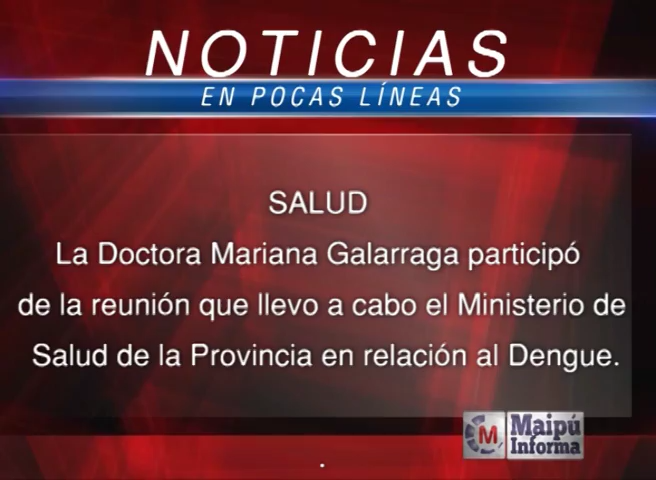 NOTICIAS
EN POCAS LÍNEAS
SALUD
La Doctora Mariana Galarraga participó
de la reunión que llevo a cabo el Ministerio de
Salud de la Provincia en relación al Dengue.
M Maipú
Informa
.